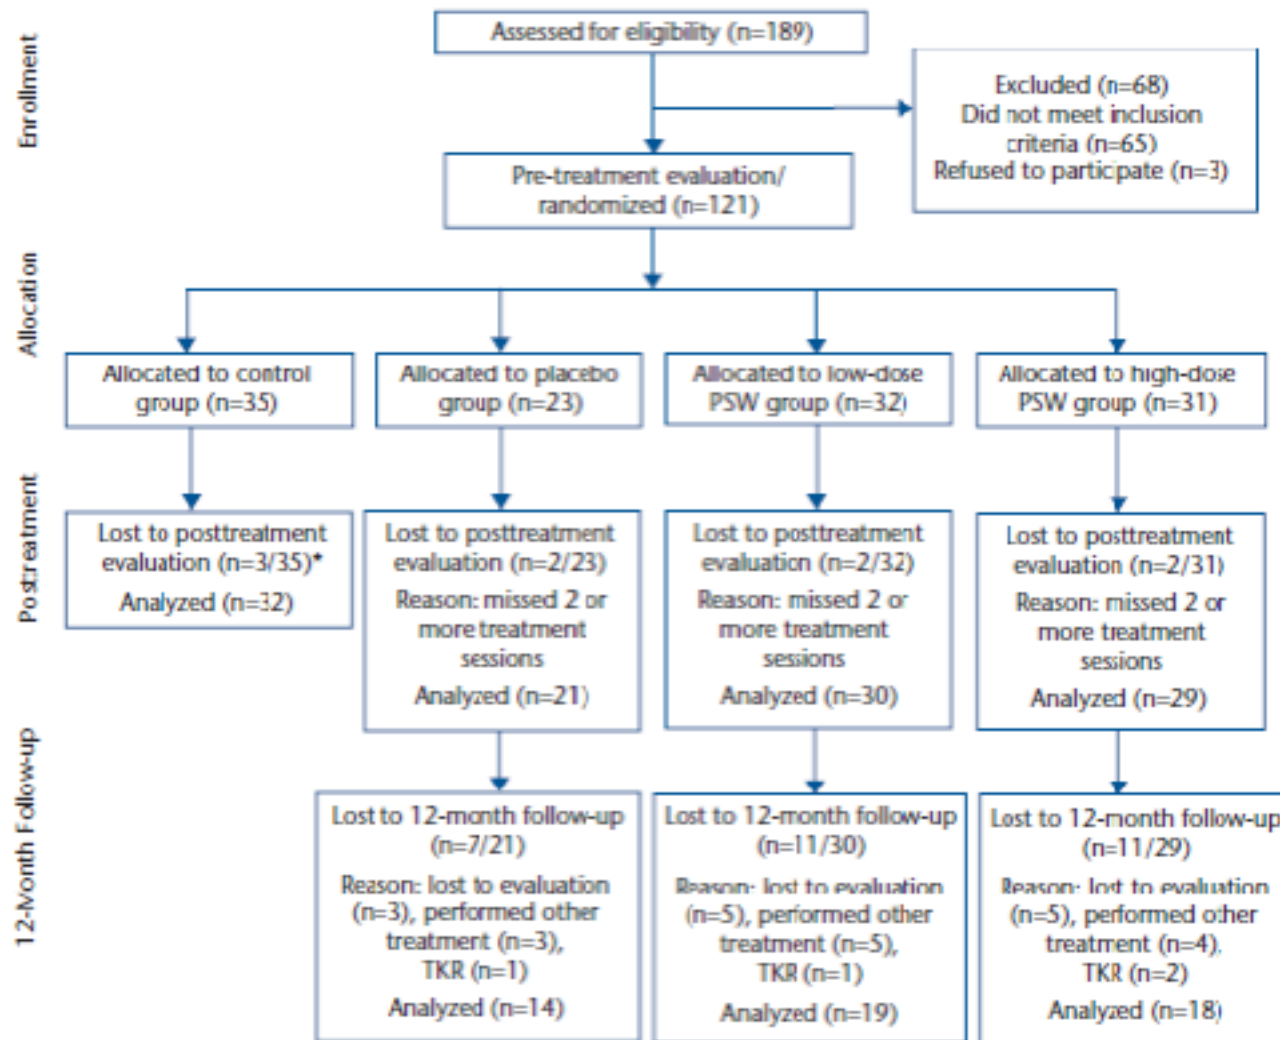 Enrollment
Assessed for eligibility (n=189)
Excluded (n=68)
Did not meet inclusion
criteria (n=65)
Refused to participate (n=3)
Pre-treatment evaluation/
randomized (n=121)
Allocation
Allocated to control
group (n=35)
Allocated to placebo
group (n=23)
Allocated to low-dose
PSW group (n=32)
Allocated to high-dose
PSW group (n=31)
Posttreatment
Lost to posttreatment
evaluation (n=3/35)*
Analyzed (n=32)
Lost to posttreatment
evaluation (n=2/23)
Reason: missed 2 or
more treatment
sessions
Analyzed (n=21)
Lost to posttreatment
evaluation (n=2/32)
Reason: missed 2 or
more treatment
sessions
Analyzed (n=30)
Lost to posttreatment
evaluation (n=2/31)
Reason: missed 2 or
more treatment
sessions
Analyzed (n=29)
12-Month Follow-up
Lost to 12-month follow-up
(n=7/21)
Reason: lost to evaluation
(n=3), performed other
treatment (n=3),
TKR (n=1)
Analyzed (n=14)
Lost to 12-month follow-up
(n=11/30)
Reason: lost to evaluation
(n=5), performed other
treatment (n=5),
TKR (n=1)
Analyzed (n=19)
Lost to 12-month follow-up
(n=11/29)
Reason: lost to evaluation
(n=5), performed other
treatment (n=4),
TKR (n=2)
Analyzed (n=18)